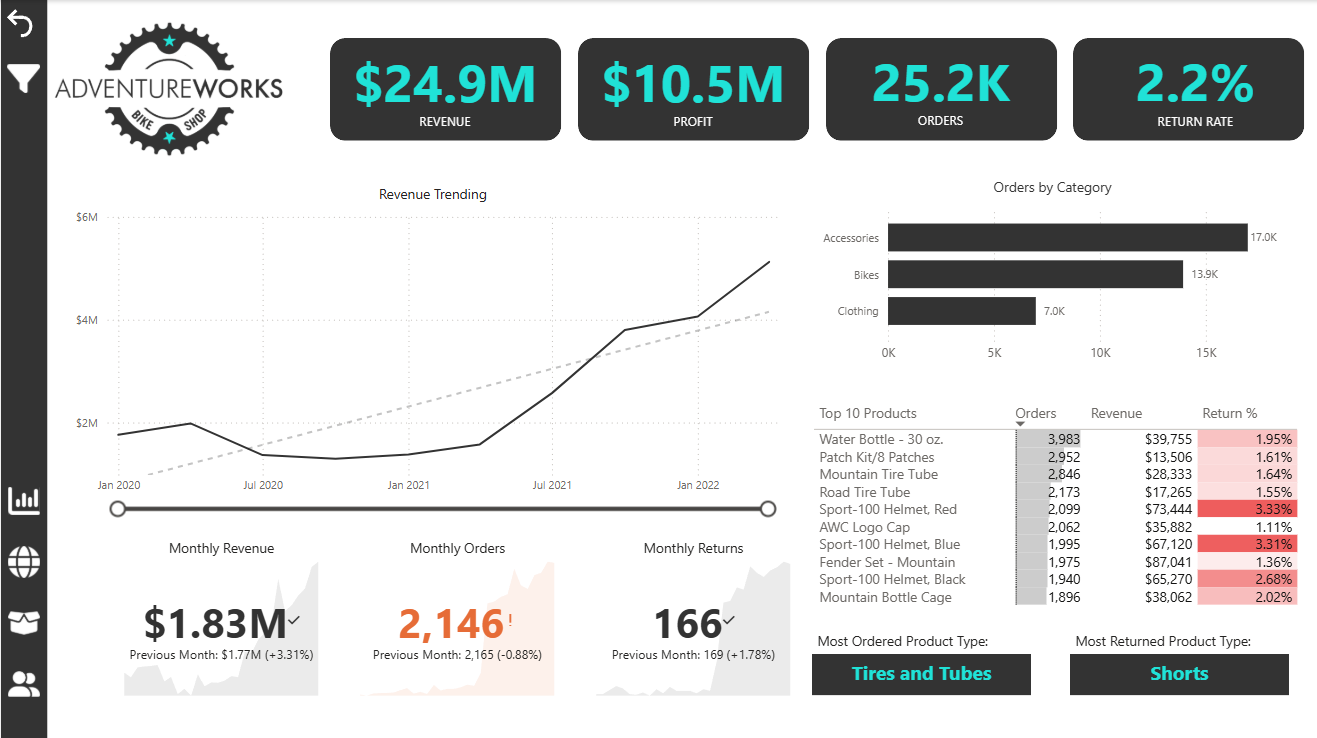 ADVENTUREWORKS
BIKE SHOP
$24.9M
REVENUE
$10.5M
PROFIT
25.2K
ORDERS
2.2%
RETURN RATE
Revenue Trending
$6M
$4M
$2M
Jan 2020 Jul 2020 Jan 2021 Jul 2021 Jan 2022
Orders by Category
Accessories 17.0K
Bikes 13.9K
Clothing 7.0K
0K 5K 10K 15K
Top 10 Products Orders Revenue Return %
Water Bottle - 30 oz. 3,983 $39,755 1.95%
Patch Kit/8 Patches 2,952 $13,506 1.61%
Mountain Tire Tube 2,846 $28,333 1.64%
Road Tire Tube 2,173 $17,265 1.55%
Sport-100 Helmet, Red 2,099 $73,444 3.33%
AWC Logo Cap 2,062 $35,882 1.11%
Sport-100 Helmet, Blue 1,995 $67,120 3.31%
Fender Set - Mountain 1,975 $87,041 1.36%
Sport-100 Helmet, Black 1,940 $65,270 2.68%
Mountain Bottle Cage 1,896 $38,062 2.02%
Monthly Revenue
$1.83M
Previous Month: $1.77M (+3.31%)
Monthly Orders
2,146!
Previous Month: 2,165 (-0.88%)
Monthly Returns
166
Previous Month: 169 (+1.78%)
Most Ordered Product Type:
Tires and Tubes
Most Returned Product Type:
Shorts